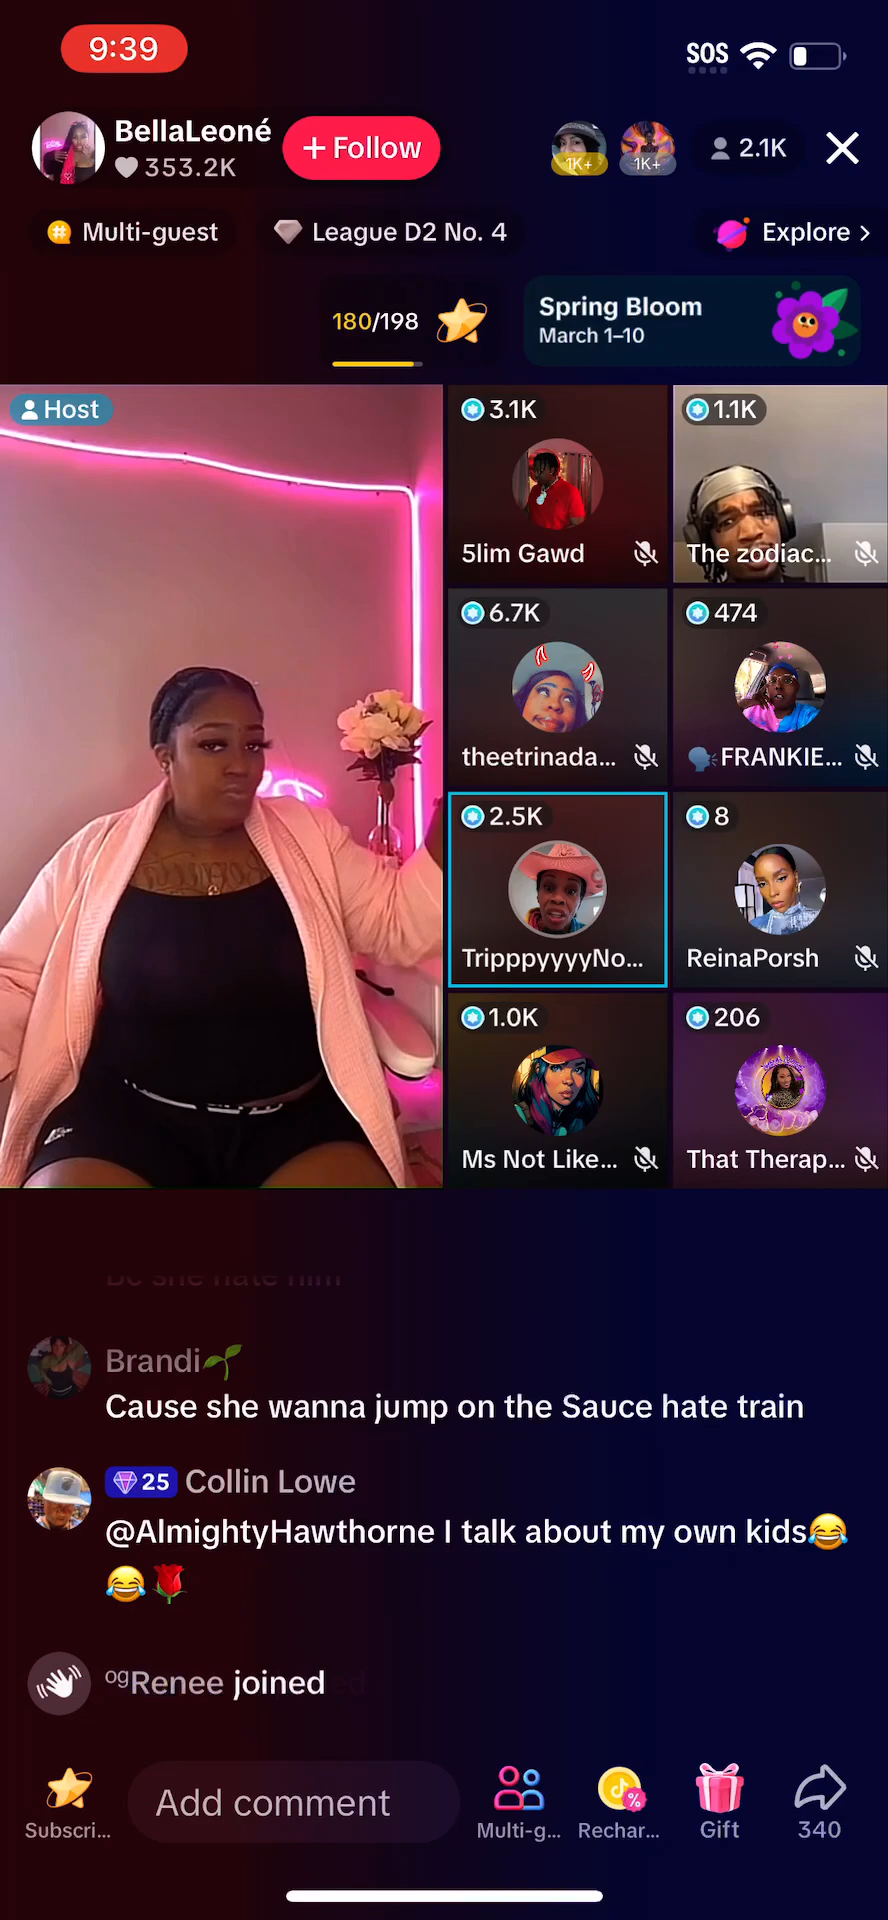 9:39
SOS
BellaLeoné
353.2K
+ Follow
1K+
1K+
2.1K
Multi-guest
League D2 No. 4
Explore >
180/198
Spring Bloom
March 1–10
Host
3.1K
5lim Gawd
1.1K
The zodiac...
6.7K
theetrinada...
474
🗣️FRANKIE...
2.5K
TripppyyyyNo...
8
ReinaPorsh
1.0K
Ms Not Like...
206
That Therap...
Bc she hate him
Brandi🌱
Cause she wanna jump on the Sauce hate train
25 Collin Lowe
@AlmightyHawthorne I talk about my own kids😂
😂🌹
ogRenee joined
Subscri...
Add comment
Multi-g...
Rechar...
Gift
340